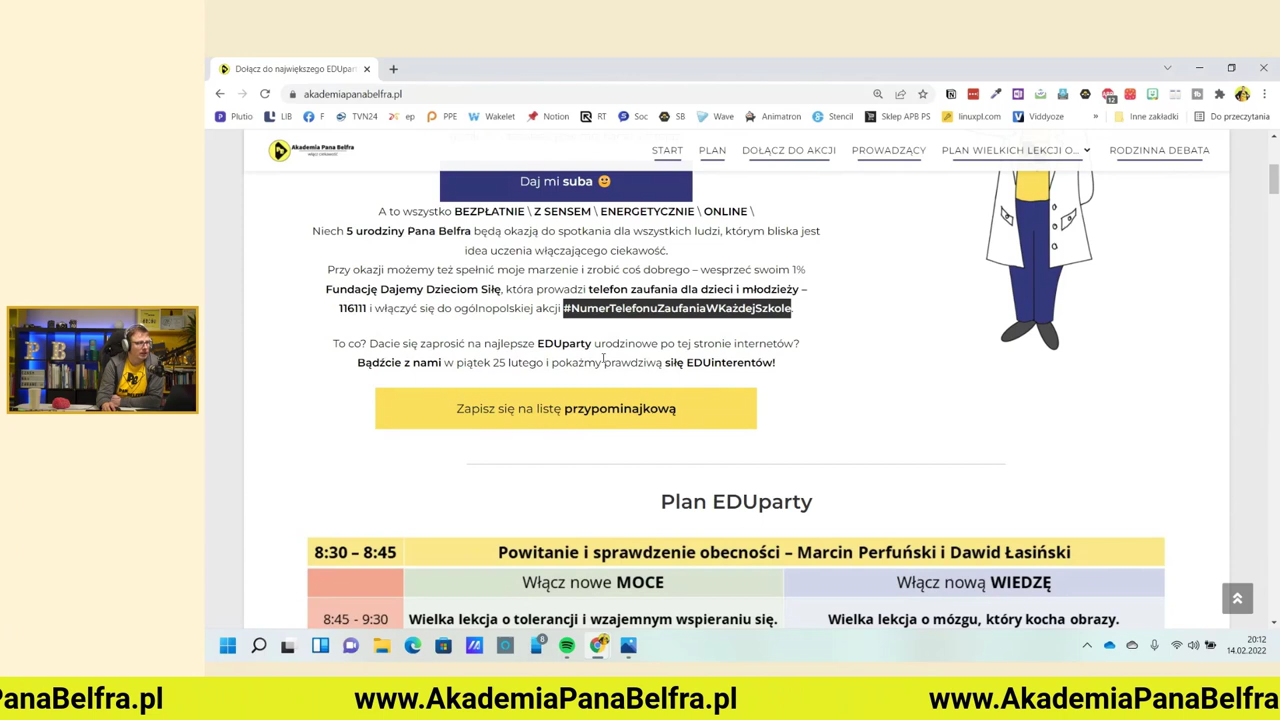 Dołącz do największego EDUpar
akademiapanabelfra.pl
Plutio
LIB
F
TVN24
ep
PPE
Wakelet
Notion
RT
Soc
SB
Wave
Animatron
Stencil
Sklep APB PS
linuxpl.com
Viddyoze
Inne zakładki
Do przeczytania
Akademia Pana Belfra
START
PLAN
DOŁĄCZ DO AKCJI
PROWADZĄCY
PLAN WIELKICH LEKCJI O...
RODZINNA DEBATA
Daj mi suba
A to wszystko BEZPŁATNIE \ Z SENSEM \ ENERGETYCZNIE \ ONLINE \
Niech 5 urodziny Pana Belfra będą okazją do spotkania dla wszystkich ludzi, którym bliska jest
idea uczenia włączającego ciekawość.
Przy okazji możemy też spełnić moje marzenie i zrobić coś dobrego – wesprzeć swoim 1%
Fundację Dajemy Dzieciom Siłę, która prowadzi telefon zaufania dla dzieci i młodzieży –
116111 i włączyć się do ogólnopolskiej akcji #NumerTelefonuZaufaniaWKażdejSzkole.
To co? Dacie się zaprosić na najlepsze EDUparty urodzinowe po tej stronie internetów?
Bądźcie z nami w piątek 25 lutego i pokażmy prawdziwą siłę EDUinterentów!
Zapisz się na listę przypominajkową
Plan EDUparty
8:30 – 8:45 Powitanie i sprawdzenie obecności – Marcin Perfuński i Dawid Łasiński
Włącz nowe MOCE Włącz nową WIEDZĘ
8:45 - 9:30 Wielka lekcja o tolerancji i wzajemnym wspieraniu się. Wielka lekcja o mózgu, który kocha obrazy.
20:12
14.02.2022
PanaBelfra.pl www.AkademiaPanaBelfra.pl www.AkademiaPanaBelfra